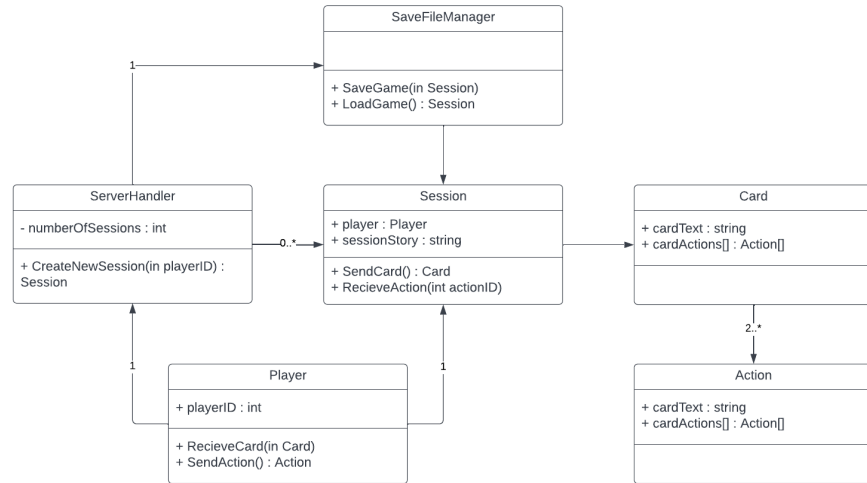 SaveFileManager
+ SaveGame(in Session)
+ LoadGame() : Session
1
ServerHandler
- numberOfSessions : int
+ CreateNewSession(in playerID) :
Session
0..*
Session
+ player : Player
+ sessionStory : string
+ SendCard() : Card
+ RecieveAction(int actionID)
Card
+ cardText : string
+ cardActions[] : Action[]
2..*
1
1
Player
+ playerID : int
+ RecieveCard(in Card)
+ SendAction() : Action
Action
+ cardText : string
+ cardActions[] : Action[]